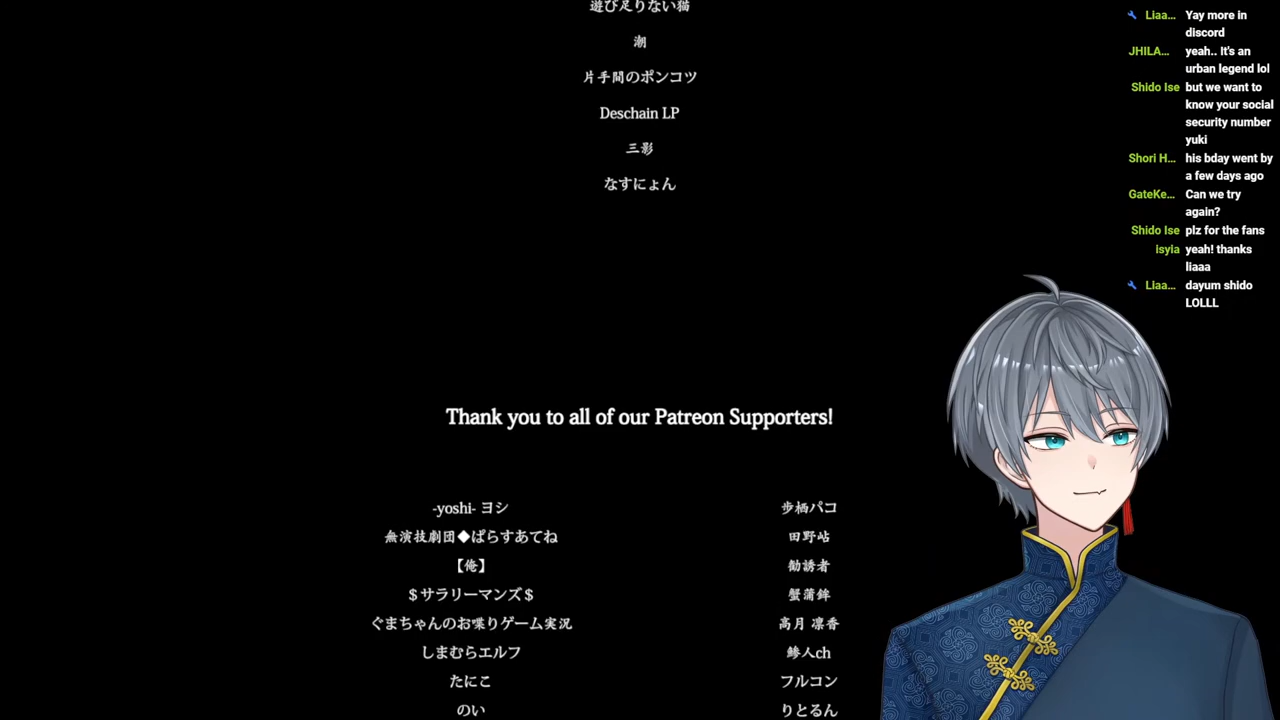 遊び足りない猫
潮
片手間のポンコツ
Deschain LP
三影
なすにょん
Thank you to all of our Patreon Supporters!
-yoshi- ヨシ
歩栖パコ
無演技劇団◆ぱらすあてね
田野岵
【俺】
勧誘者
＄サラリーマンズ＄
蟹蒲鉾
ぐまちゃんのお喋りゲーム実況
高月 凛香
しまむらエルフ
鯵人ch
たにこ
フルコン
のい
りとるん
Liaa... Yay more in
discord
JHILA... yeah.. It's an
urban legend lol
Shido Ise but we want to
know your social
security number
yuki
Shori H... his bday went by
a few days ago
GateKe... Can we try
again?
Shido Ise plz for the fans
isyla yeah! thanks
liaaa
Liaa... dayum shido
LOLLL